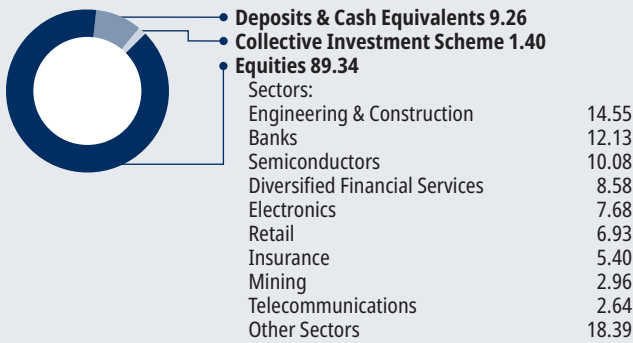 Deposits & Cash Equivalents 9.26
Collective Investment Scheme 1.40
Equities 89.34
Sectors:
Engineering & Construction 14.55
Banks 12.13
Semiconductors 10.08
Diversified Financial Services 8.58
Electronics 7.68
Retail 6.93
Insurance 5.40
Mining 2.96
Telecommunications 2.64
Other Sectors 18.39